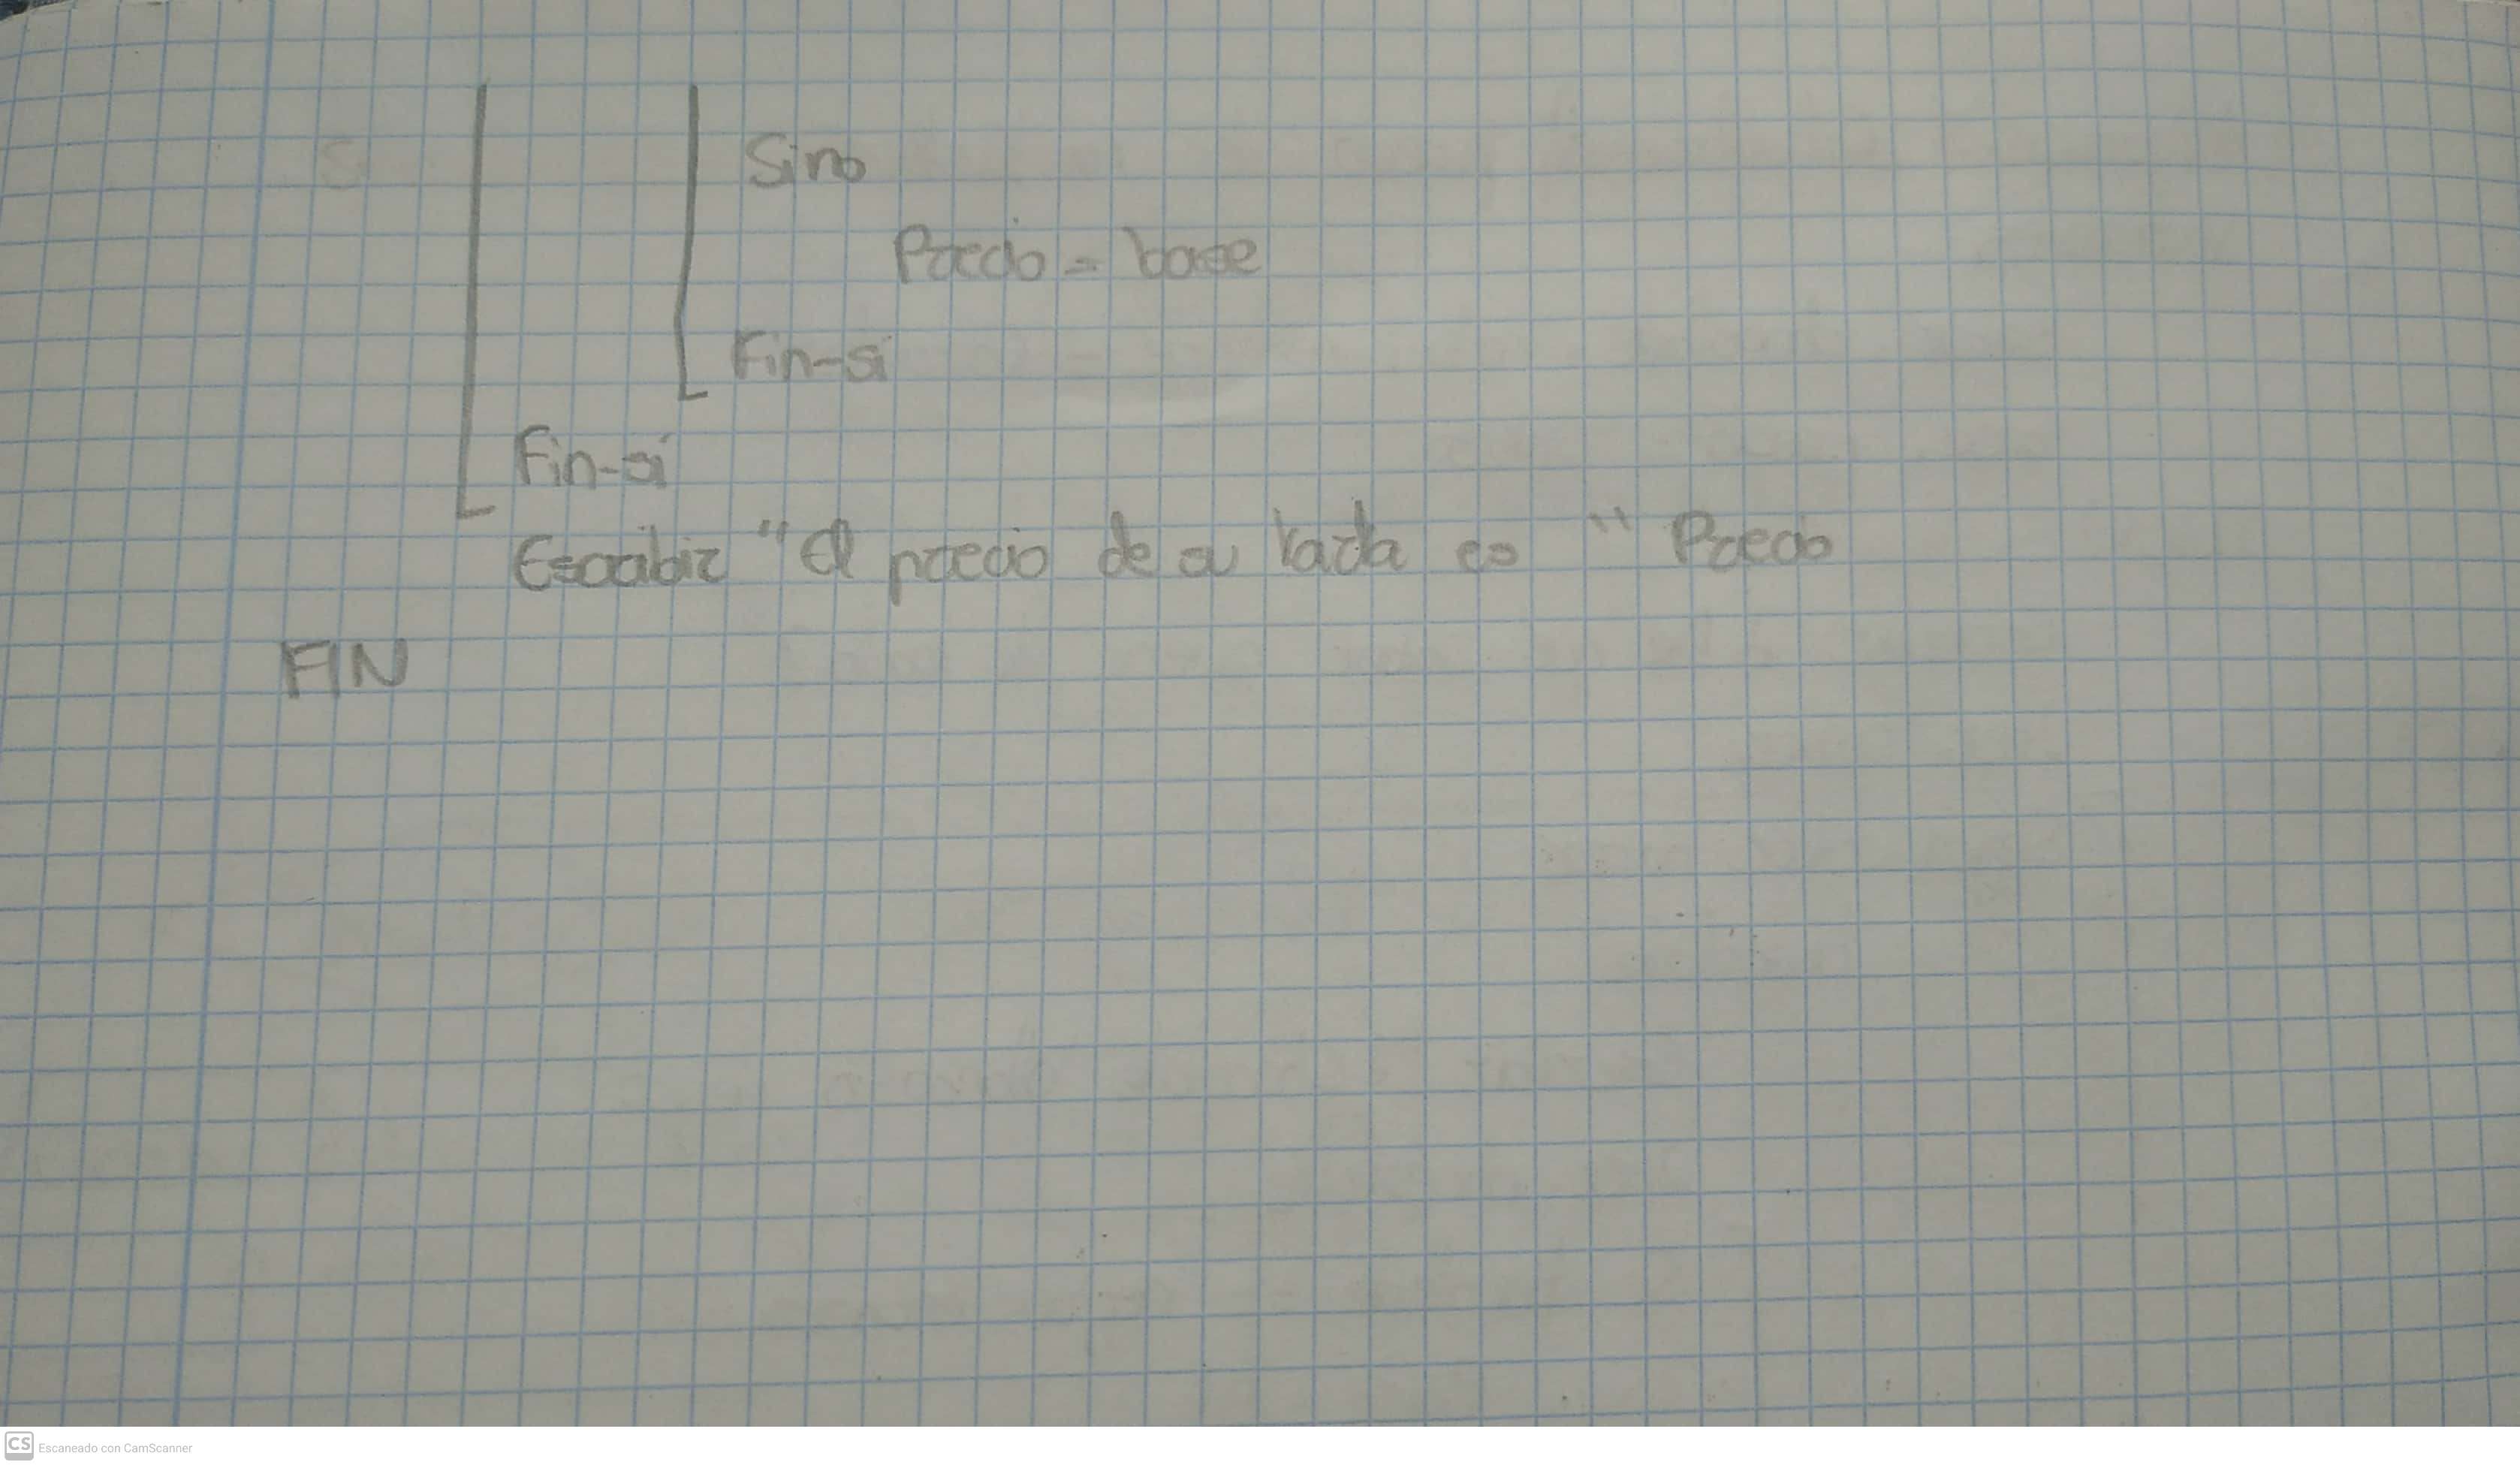 Sino
Precio = base
Fin-si
Fin-si
Escribir "El precio de su tarta es " Precio
FIN
CS Escaneado con CamScanner